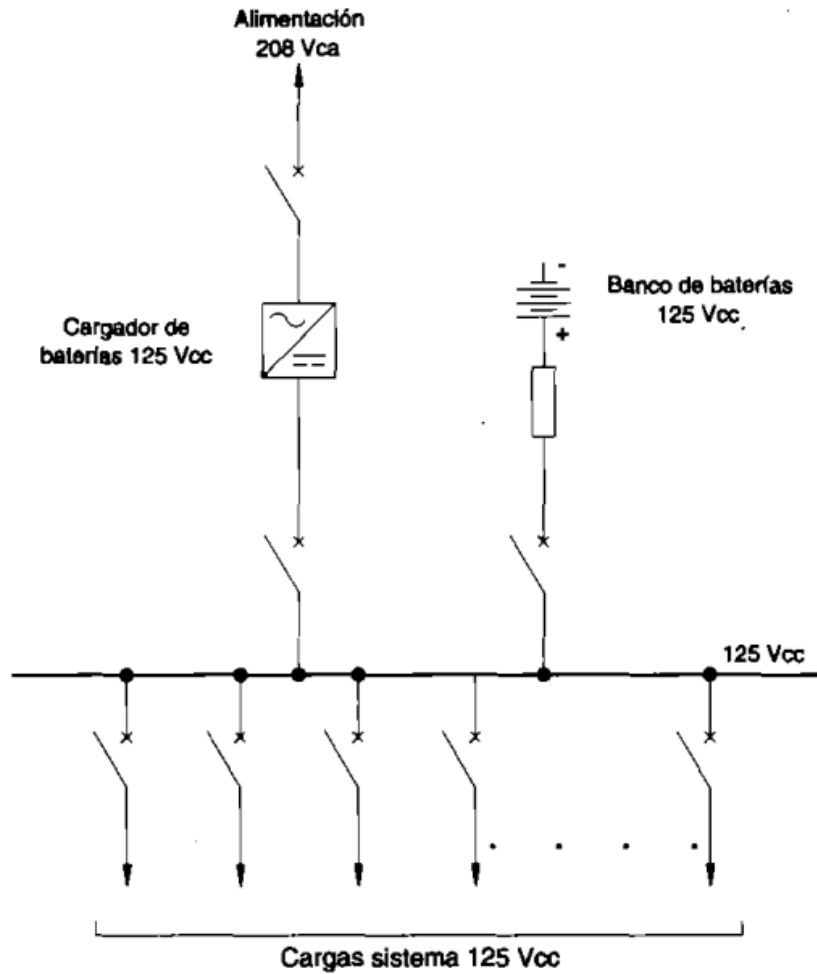 Alimentación
208 Vca
Cargador de
baterías 125 Vcc
-
Banco de baterías
125 Vcc
+
125 Vcc
Cargas sistema 125 Vcc